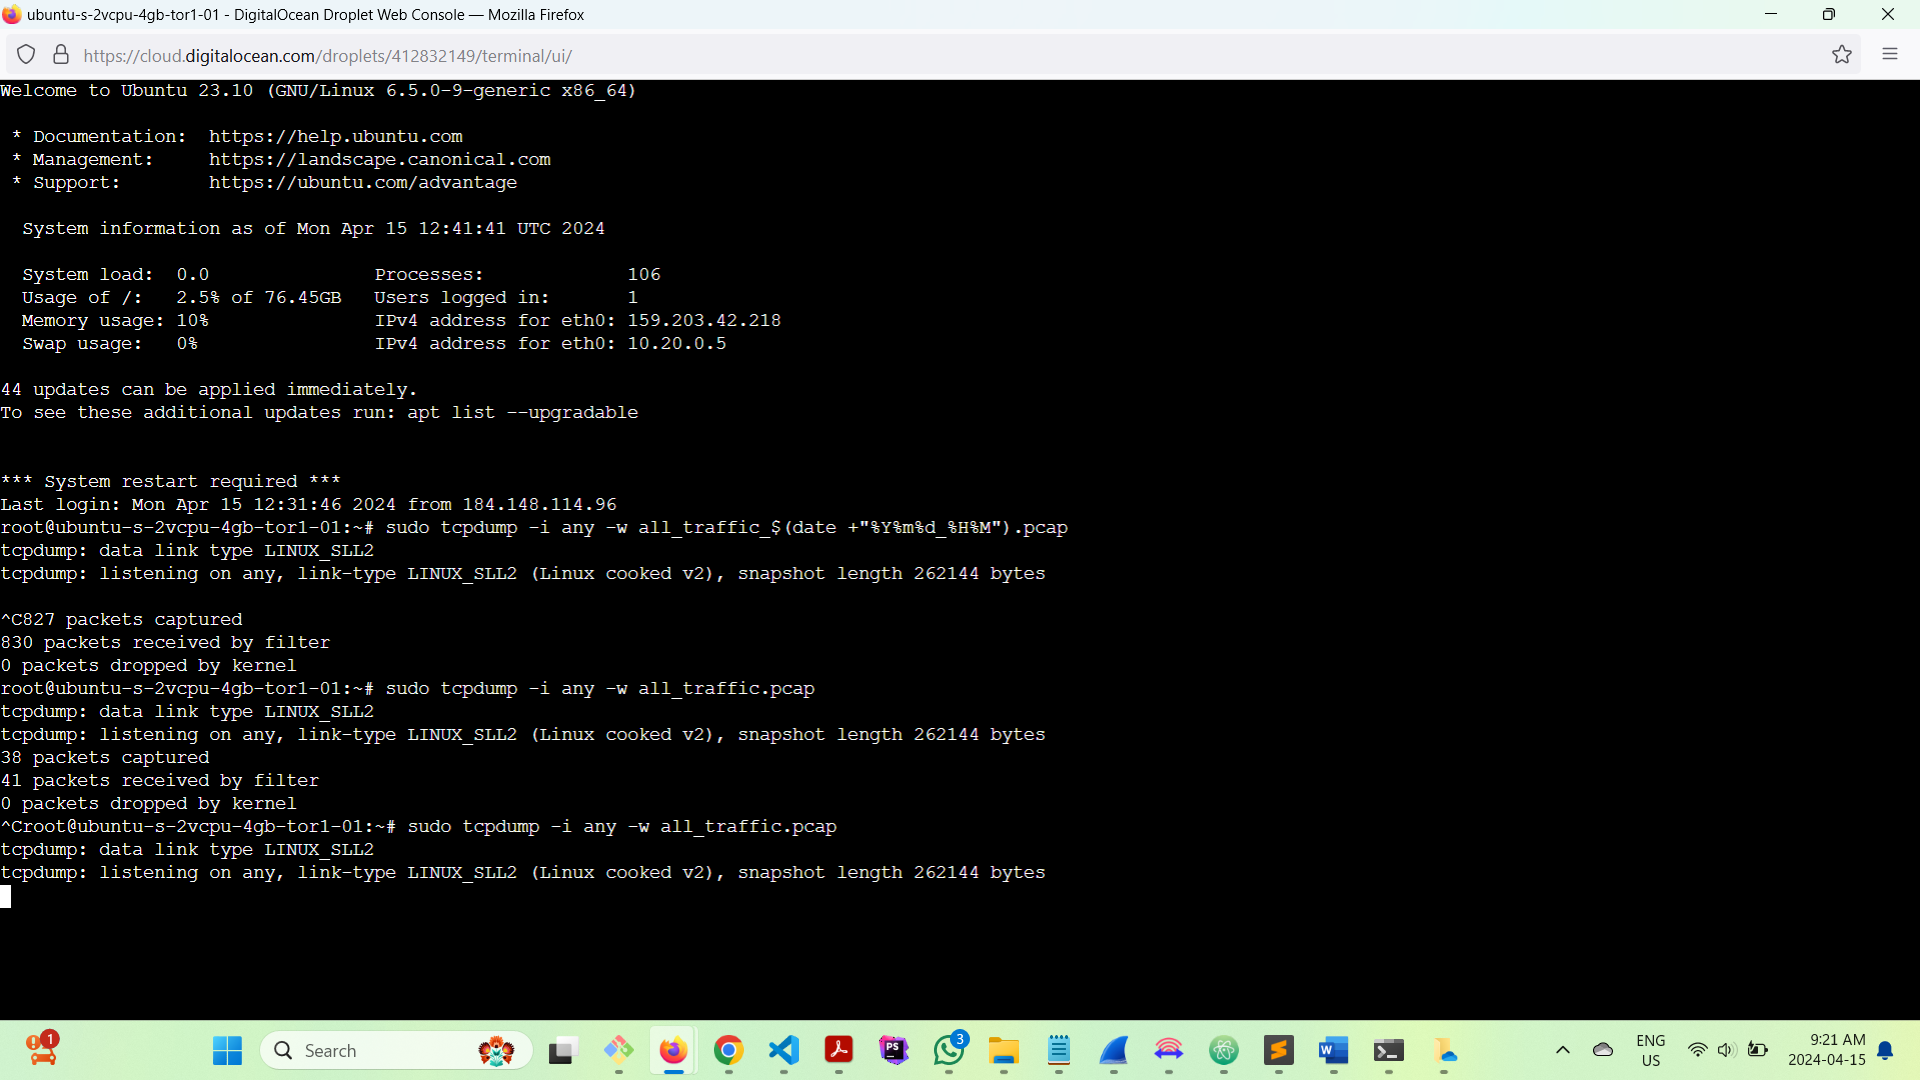 ubuntu-s-2vcpu-4gb-tor1-01 - DigitalOcean Droplet Web Console — Mozilla Firefox
https://cloud.digitalocean.com/droplets/412832149/terminal/ui/
Welcome to Ubuntu 23.10 (GNU/Linux 6.5.0-9-generic x86_64)
* Documentation:  https://help.ubuntu.com
* Management:     https://landscape.canonical.com
* Support:        https://ubuntu.com/advantage
System information as of Mon Apr 15 12:41:41 UTC 2024
System load:  0.0               Processes:             106
Usage of /:   2.5% of 76.45GB   Users logged in:       1
Memory usage: 10%               IPv4 address for eth0: 159.203.42.218
Swap usage:   0%                IPv4 address for eth0: 10.20.0.5
44 updates can be applied immediately.
To see these additional updates run: apt list --upgradable
*** System restart required ***
Last login: Mon Apr 15 12:31:46 2024 from 184.148.114.96
root@ubuntu-s-2vcpu-4gb-tor1-01:~# sudo tcpdump -i any -w all_traffic_$(date +"%Y%m%d_%H%M").pcap
tcpdump: data link type LINUX_SLL2
tcpdump: listening on any, link-type LINUX_SLL2 (Linux cooked v2), snapshot length 262144 bytes
^C827 packets captured
830 packets received by filter
0 packets dropped by kernel
root@ubuntu-s-2vcpu-4gb-tor1-01:~# sudo tcpdump -i any -w all_traffic.pcap
tcpdump: data link type LINUX_SLL2
tcpdump: listening on any, link-type LINUX_SLL2 (Linux cooked v2), snapshot length 262144 bytes
38 packets captured
41 packets received by filter
0 packets dropped by kernel
^Croot@ubuntu-s-2vcpu-4gb-tor1-01:~# sudo tcpdump -i any -w all_traffic.pcap
tcpdump: data link type LINUX_SLL2
tcpdump: listening on any, link-type LINUX_SLL2 (Linux cooked v2), snapshot length 262144 bytes
1
Search
PS
3
W
ENG
US
9:21 AM
2024-04-15